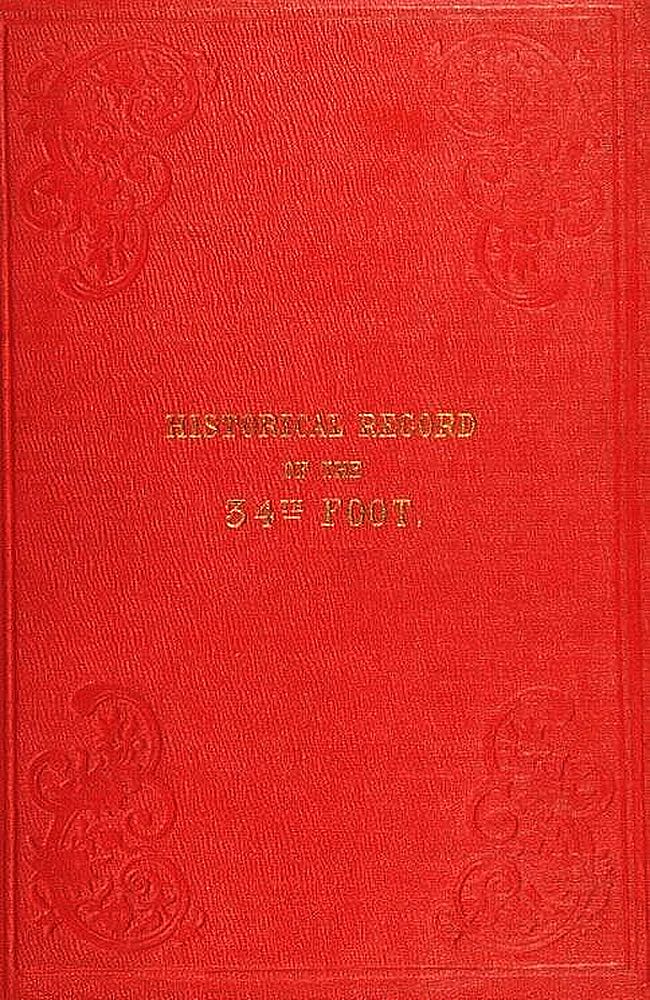 HISTORICAL RECORD
OF THE
34TH FOOT.